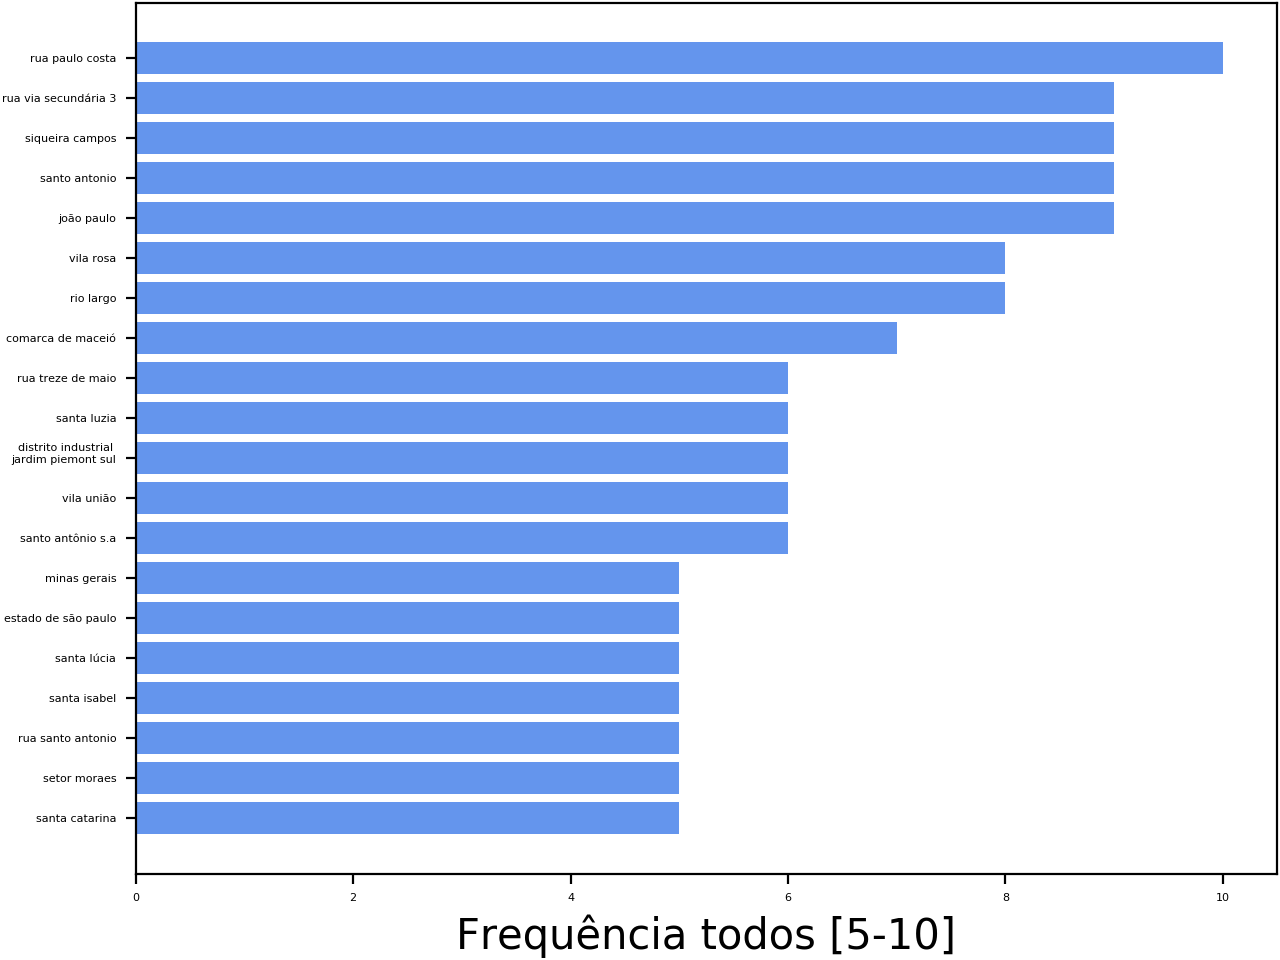 rua paulo costa
rua via secundária 3
siqueira campos
santo antonio
joão paulo
vila rosa
rio largo
comarca de maceió
rua treze de maio
santa luzia
distrito industrial
jardim piemont sul
vila união
santo antônio s.a
minas gerais
estado de são paulo
santa lúcia
santa isabel
rua santo antonio
setor moraes
santa catarina
0 2 4 6 8 10
Frequência todos [5-10]